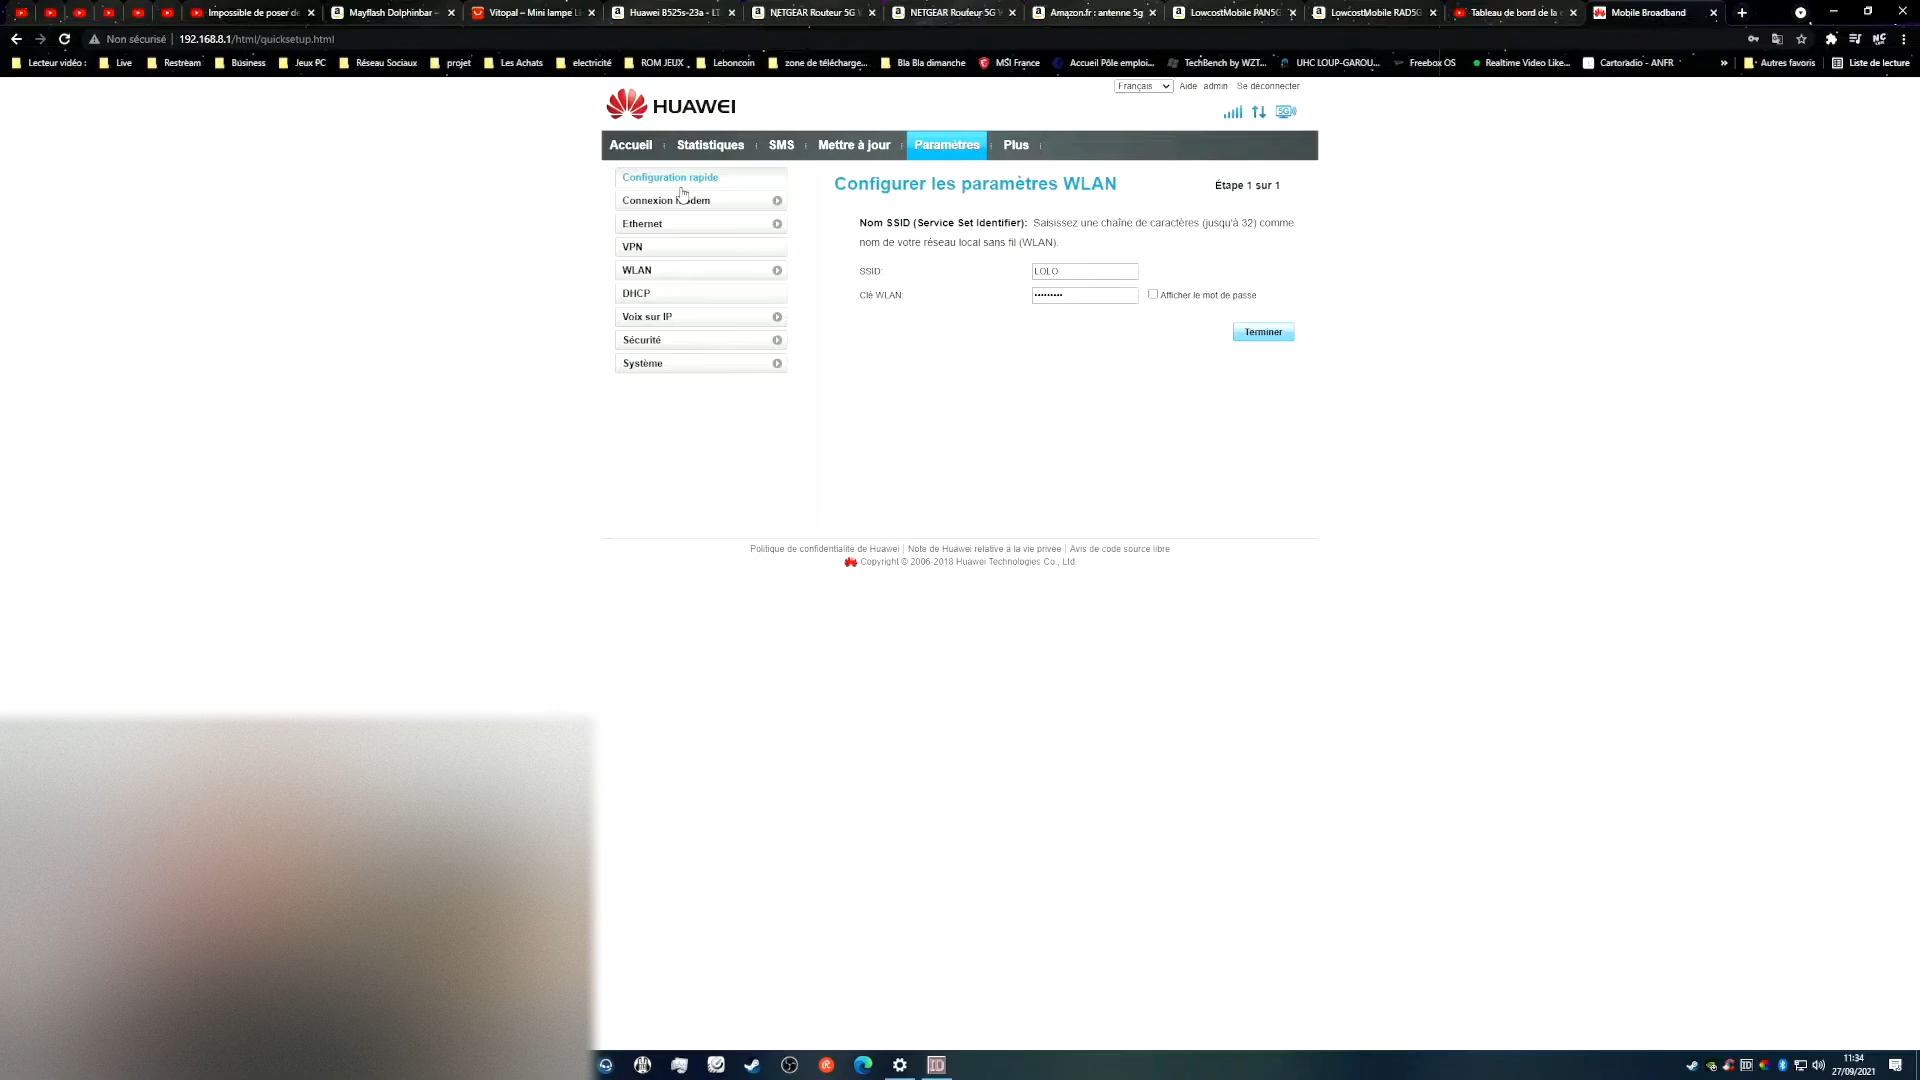 Impossible de poser de
Mayflash Dolphinbar -
Vitopal – Mini lampe LE
Huawei B525s-23a - LT
NETGEAR Routeur 5G W
NETGEAR Routeur 5G W
Amazon.fr : antenne 5g
LowcostMobile PAN5G
LowcostMobile RAD5G
Tableau de bord de la c
Mobile Broadband
Non sécurisé
192.168.8.1/html/quicksetup.html
Lecteur vidéo :
Live
Restream
Business
Jeux PC
Réseau Sociaux
projet
Les Achats
electricité
ROM JEUX
Leboncoin
zone de télécharge...
Bla Bla dimanche
MSI France
Accueil Pôle emploi...
TechBench by WZT...
UHC LOUP-GAROU...
Freebox OS
Realtime Video Like...
Cartoradio - ANFR
»
Autres favoris
Liste de lecture
Français
Aide
admin
Se déconnecter
HUAWEI
5G
Accueil
Statistiques
SMS
Mettre à jour
Paramètres
Plus
Configuration rapide
Connexion
Ethernet
VPN
WLAN
DHCP
Voix sur IP
Sécurité
Système
Configurer les paramètres WLAN
Étape 1 sur 1
Nom SSID (Service Set Identifier): Saisissez une chaîne de caractères (jusqu'à 32) comme
nom de votre réseau local sans fil (WLAN).
SSID:
LOLO
Clé WLAN:
•••••••••
Afficher le mot de passe
Terminer
Politique de confidentialité de Huawei | Note de Huawei relative à la vie privée | Avis de code source libre
Copyright © 2006-2018 Huawei Technologies Co., Ltd.
11:34
27/09/2021